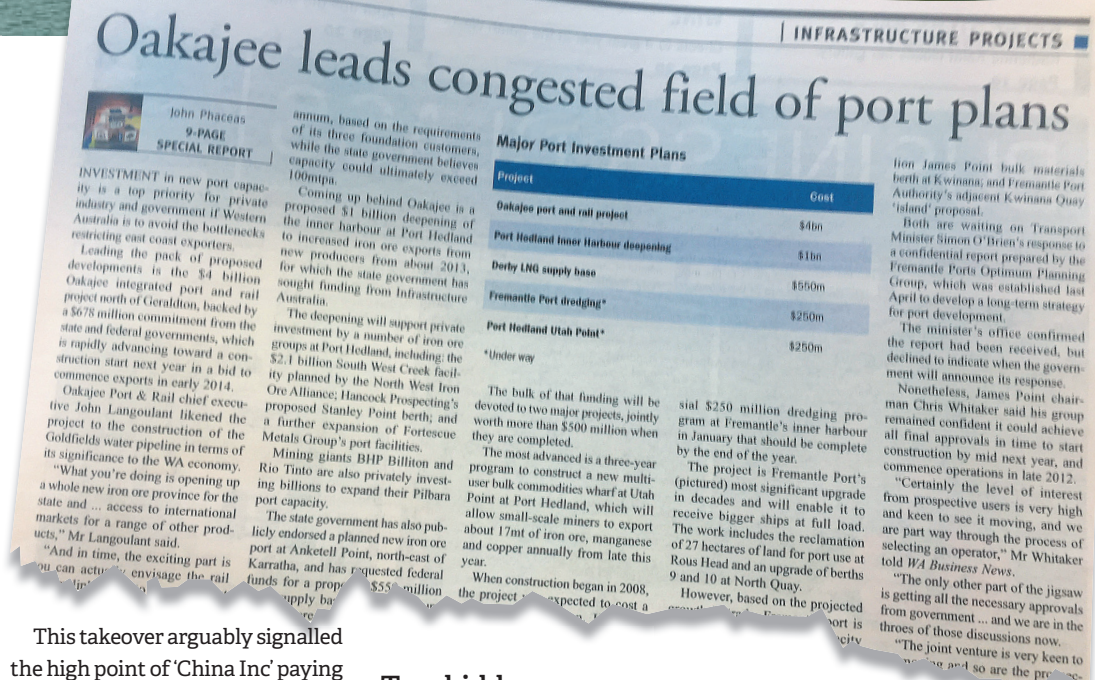 INFRASTRUCTURE PROJECTS
Oakajee leads congested field of port plans
John Phaceas
9-PAGE
SPECIAL REPORT
INVESTMENT in new port capac-
ity is a top priority for private
industry and government if Western
Australia is to avoid the bottlenecks
restricting east coast exporters.
Leading the pack of proposed
developments is the $4 billion
Oakajee integrated port and rail
project north of Geraldton, backed by
a $678 million commitment from the
state and federal governments, which
is rapidly advancing toward a con-
struction start next year in a bid to
commence exports in early 2014.
Oakajee Port & Rail chief execu-
tive John Langoulant likened the
project to the construction of the
Goldfields water pipeline in terms of
its significance to the WA economy.
"What you're doing is opening up
a whole new iron ore province for the
state and ... access to international
markets for a range of other prod-
ucts," Mr Langoulant said.
"And in time, the exciting part is
you can envisage the rail
annum, based on the requirements
of its three foundation customers,
while the state government believes
capacity could ultimately exceed
100mtpa.
Coming up behind Oakajee is a
proposed $1 billion deepening of
the inner harbour at Port Hedland
to increased iron ore exports from
new producers from about 2013,
for which the state government has
sought funding from Infrastructure
Australia.
The deepening will support private
investment by a number of iron ore
groups at Port Hedland, including: the
$2.1 billion South West Creek facil-
ity planned by the North West Iron
Ore Alliance; Hancock Prospecting's
proposed Stanley Point berth; and
a further expansion of Fortescue
Metals Group's port facilities.
Mining giants BHP Billiton and
Rio Tinto are also privately invest-
ing billions to expand their Pilbara
port capacity.
The state government has also pub-
licly endorsed a planned new iron ore
port at Anketell Point, north-east of
Karratha, and has requested federal
funds for a million
Major Port Investment Plans
Project Cost
Oakajee port and rail project $4bn
Port Hedland Inner Harbour deepening $1bn
Derby LNG supply base $550m
Fremantle Port dredging* $250m
Port Hedland Utah Point* $250m
*Under way
The bulk of that funding will be
devoted to two major projects, jointly
worth more than $500 million when
they are completed.
The most advanced is a three-year
program to construct a new multi-
user bulk commodities wharf at Utah
Point at Port Hedland, which will
allow small-scale miners to export
about 17mt of iron ore, manganese
and copper annually from late this
year.
When construction began in 2008,
the project expected to cost a
sial $250 million dredging pro-
gram at Fremantle's inner harbour
in January that should be complete
by the end of the year.
The project is Fremantle Port's
(pictured) most significant upgrade
in decades and will enable it to
receive bigger ships at full load.
The work includes the reclamation
of 27 hectares of land for port use at
Rous Head and an upgrade of berths
9 and 10 at North Quay.
However, based on the projected
lion James Point bulk materials
berth at Kwinana; and Fremantle Port
Authority's adjacent Kwinana Quay
'island' proposal.
Both are waiting on Transport
Minister Simon O'Brien's response to
a confidential report prepared by the
Fremantle Ports Optimum Planning
Group, which was established last
April to develop a long-term strategy
for port development.
The minister's office confirmed
the report had been received, but
declined to indicate when the govern-
ment will announce its response.
Nonetheless, James Point chair-
man Chris Whitaker said his group
remained confident it could achieve
all final approvals in time to start
construction by mid next year, and
commence operations in late 2012.
"Certainly the level of interest
from prospective users is very high
and keen to see it moving, and we
are part way through the process of
selecting an operator," Mr Whitaker
told WA Business News.
"The only other part of the jigsaw
is getting all the necessary approvals
from government ... and we are in the
throes of those discussions now.
"The joint venture is very keen to
and so are the
This takeover arguably signalled
the high point of 'China Inc' paying